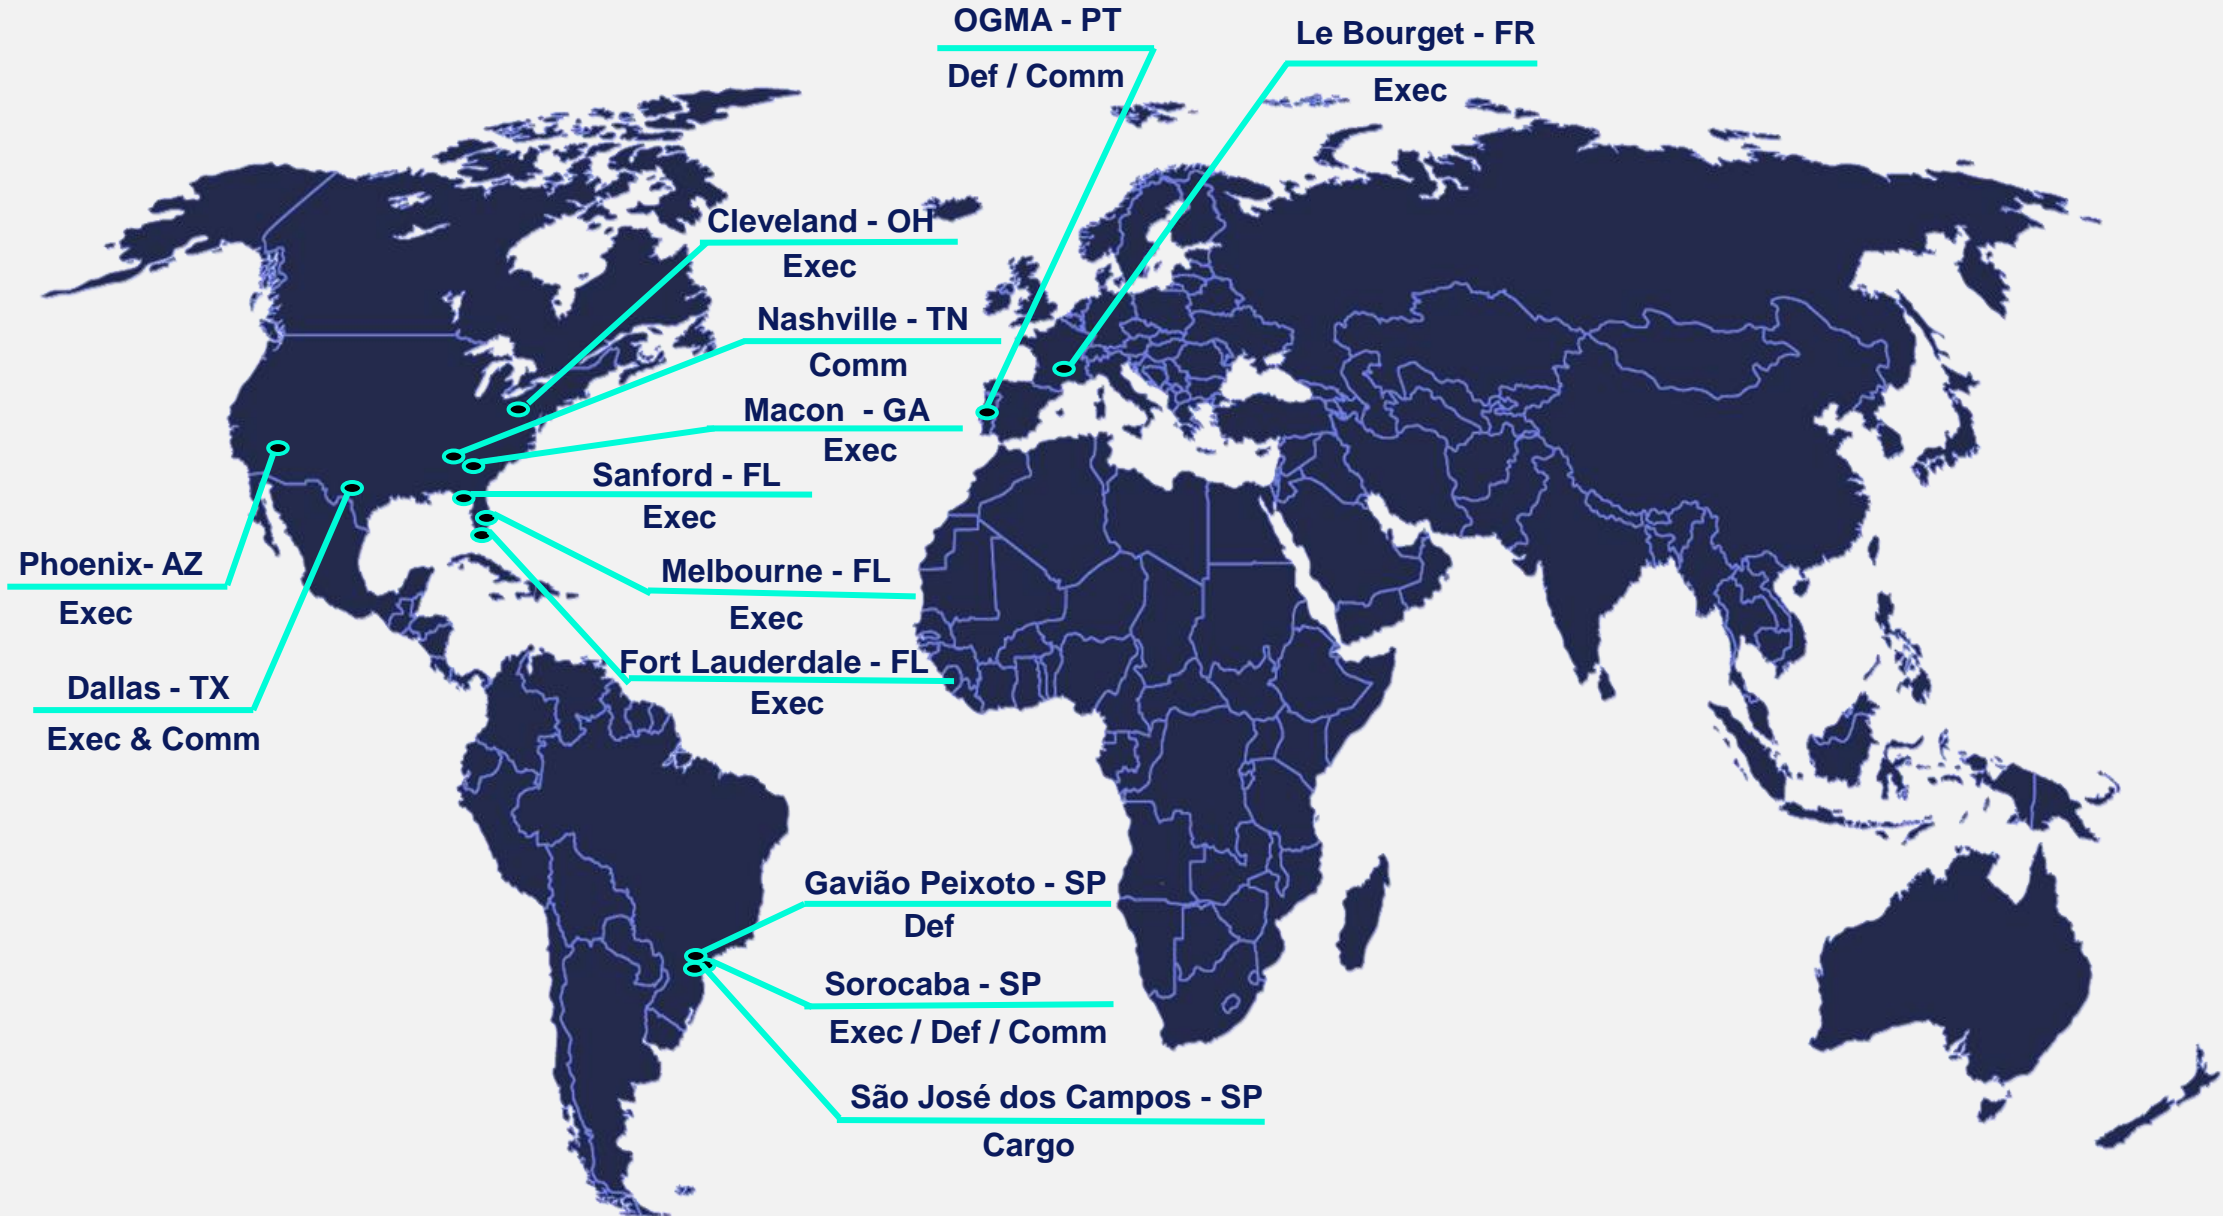 OGMA - PT
Def / Comm
Le Bourget - FR
Exec
Cleveland - OH
Exec
Nashville - TN
Comm
Macon  - GA
Exec
Sanford - FL
Exec
Melbourne - FL
Exec
Fort Lauderdale - FL
Exec
Phoenix- AZ
Exec
Dallas - TX
Exec & Comm
Gavião Peixoto - SP
Def
Sorocaba - SP
Exec / Def / Comm
São José dos Campos - SP
Cargo